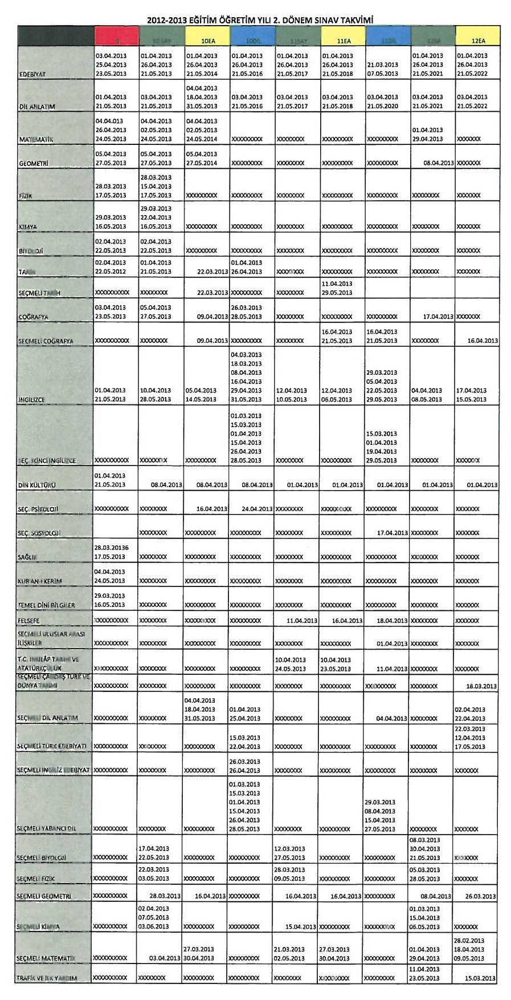 2012-2013 EĞİTİM ÖĞRETİM YILI 2. DÖNEM SINAV TAKVİMİ
9 10 SAY 10EA 10DİL 11SAY 11EA 11DİL 12SA 12EA
03.04.2013 01.04.2013 01.04.2013 01.04.2013 01.04.2013 01.04.2013 01.04.2013 01.04.2013
25.04.2013 26.04.2013 26.04.2013 26.04.2013 26.04.2013 26.04.2013 21.03.2013 26.04.2013 26.04.2013
EDEBİYAT 23.05.2013 21.05.2013 21.05.2014 21.05.2016 21.05.2017 21.05.2018 07.05.2013 21.05.2021 21.05.2022
04.04.2013
01.04.2013 03.04.2013 18.04.2013 03.04.2013 03.04.2013 03.04.2013 03.04.2013 03.04.2013 03.04.2013
DİL ANLATIM 21.05.2013 21.05.2013 31.05.2013 21.05.2016 21.05.2017 21.05.2018 21.05.2020 21.05.2021 21.05.2022
04.04.013 04.04.2013 04.04.2013
26.04.2013 02.05.2013 02.05.2013 01.04.2013
MATEMATİK 24.05.2013 24.05.2013 24.05.2014 XXXXXXXXX XXXXXXXX XXXXXXXXX XXXXXXXXX 29.04.2013 XXXXXXX
05.04.2013 05.04.2013 05.04.2013
GEOMETRİ 27.05.2013 27.05.2013 27.05.2014 XXXXXXXXX XXXXXXXX XXXXXXXXX XXXXXXXXX 08.04.2013 XXXXXXX
28.03.2013
28.03.2013 15.04.2013
FİZİK 17.05.2013 17.05.2013 XXXXXXXXX XXXXXXXXX XXXXXXXX XXXXXXXXX XXXXXXXXX XXXXXXXX XXXXXXX
29.03.2013
29.03.2013 22.04.2013
KİMYA 16.05.2013 16.05.2013 XXXXXXXXX XXXXXXXXX XXXXXXXX XXXXXXXXX XXXXXXXXX XXXXXXXX XXXXXXX
02.04.2013 02.04.2013
BİYOLOJİ 22.05.2013 22.05.2013 XXXXXXXXX XXXXXXXXX XXXXXXXX XXXXXXXXX XXXXXXXXX XXXXXXXX XXXXXXX
02.04.2013 01.04.2013 01.04.2013
TARİH 22.05.2012 21.05.2013 22.03.2013 26.04.2013 XXXXXXXX XXXXXXXXX XXXXXXXXX XXXXXXXX XXXXXXX
11.04.2013
SEÇMELİ TARİH XXXXXXXXXX XXXXXXXX 22.03.2013 XXXXXXXXX XXXXXXXX 29.05.2013
03.04.2013 05.04.2013 26.03.2013
COĞRAFYA 23.05.2013 27.05.2013 09.04.2013 28.05.2013 XXXXXXXX XXXXXXXXX XXXXXXXXX 17.04.2013 XXXXXXX
16.04.2013 16.04.2013
SEÇMELİ COĞRAFYA XXXXXXXXXX XXXXXXXX 09.04.2013 XXXXXXXXX XXXXXXXX 21.05.2013 21.05.2013 XXXXXXXX 16.04.2013
04.03.2013
18.03.2013
08.04.2013 29.03.2013
16.04.2013 05.04.2013
01.04.2013 10.04.2013 05.04.2013 29.04.2013 12.04.2013 12.04.2013 22.05.2013 04.04.2013 17.04.2013
İNGİLİZCE 21.05.2013 28.05.2013 14.05.2013 31.05.2013 10.05.2013 06.05.2013 29.05.2013 08.05.2013 15.05.2013
01.03.2013
15.03.2013
01.04.2013 15.03.2013
15.04.2013 01.04.2013
26.04.2013 19.04.2013
SEÇ. İKİNCİ İNGİLİZCE XXXXXXXXXX XXXXXXXX XXXXXXXXX 28.05.2013 XXXXXXXX XXXXXXXXX 29.05.2013 XXXXXXXX XXXXXXX
01.04.2013
DİN KÜLTÜRÜ 21.05.2013 08.04.2013 08.04.2013 08.04.2013 01.04.2013 01.04.2013 01.04.2013 01.04.2013 01.04.2013
SEÇ. PSİKOLOJİ XXXXXXXXXX XXXXXXXX 16.04.2013 24.04.2013 XXXXXXXX XXXXXXXXX XXXXXXXXX XXXXXXXX XXXXXXX
SEÇ. SOSYOLOJİ XXXXXXXX XXXXXXXXX XXXXXXXXX XXXXXXXX XXXXXXXXX 17.04.2013 XXXXXXXX XXXXXXX
28.03.20136
SAĞLIK 17.05.2013 XXXXXXXX XXXXXXXXX XXXXXXXXX XXXXXXXX XXXXXXXXX XXXXXXXXX XXXXXXXX XXXXXXX
04.04.2013
KUR'AN-I KERİM 24.05.2013 XXXXXXXX XXXXXXXXX XXXXXXXXX XXXXXXXX XXXXXXXXX XXXXXXXXX XXXXXXXX XXXXXXX
29.03.2013
TEMEL DİNİ BİLGİLER 16.05.2013 XXXXXXXX XXXXXXXXX XXXXXXXXX XXXXXXXX XXXXXXXXX XXXXXXXXX XXXXXXXX XXXXXXX
FELSEFE XXXXXXXXXX XXXXXXXX XXXXXXXXX XXXXXXXXX 11.04.2013 16.04.2013 18.04.2013 XXXXXXXX XXXXXXX
SEÇMELİ ULUSLAR ARASI
İLİŞKİLER XXXXXXXXXX XXXXXXXX XXXXXXXXX XXXXXXXXX XXXXXXXX XXXXXXXXX 01.04.2013 XXXXXXXX XXXXXXX
T.C. İNKILÂP TARİHİ VE 10.04.2013 10.04.2013
ATATÜRKÇÜLÜK XXXXXXXXXX XXXXXXXX XXXXXXXXX XXXXXXXXX 24.05.2013 23.05.2013 11.04.2013 XXXXXXXX XXXXXXX
SEÇMELİ ÇAĞDAŞ TÜRK VE
DÜNYA TARİHİ XXXXXXXXXX XXXXXXXX XXXXXXXXX XXXXXXXXX XXXXXXXX XXXXXXXXX XXXXXXXXX XXXXXXXX 18.03.2013
04.04.2013
18.04.2013 01.04.2013 02.04.2013
SEÇMELİ DİL ANLATIM XXXXXXXXXX XXXXXXXX 31.05.2013 25.04.2013 XXXXXXXX XXXXXXXXX 04.04.2013 XXXXXXXX 22.04.2013
22.03.2013
15.03.2013 12.04.2013
SEÇMELİ TÜRK EDEBİYATI XXXXXXXXXX XXXXXXXX XXXXXXXXX 22.04.2013 XXXXXXXX XXXXXXXXX XXXXXXXXX XXXXXXXX 17.05.2013
26.03.2013
SEÇMELİ İNGİLİZ EDEBİYAT XXXXXXXXXX XXXXXXXX XXXXXXXXX 26.04.2013 XXXXXXXX XXXXXXXXX XXXXXXXXX XXXXXXXX XXXXXXX
01.03.2013
15.03.2013
01.04.2013 29.03.2013
15.04.2013 08.04.2013
26.04.2013 15.04.2013
SEÇMELİ YABANCI DİL XXXXXXXXXX XXXXXXXX XXXXXXXXX 28.05.2013 XXXXXXXX XXXXXXXXX 27.05.2013 XXXXXXXX XXXXXXX
08.03.2013
17.04.2013 12.03.2013 30.04.2013
SEÇMELİ BİYOLOJİ XXXXXXXXXX 22.05.2013 XXXXXXXXX XXXXXXXXX 27.05.2013 XXXXXXXXX XXXXXXXXX 21.05.2013 XXXXXXX
22.03.2013 28.03.2013 05.03.2013
SEÇMELİ FİZİK XXXXXXXXXX 03.05.2013 XXXXXXXXX XXXXXXXXX 09.05.2013 XXXXXXXXX XXXXXXXXX 28.05.2013 XXXXXXX
SEÇMELİ GEOMETRİ XXXXXXXXXX 28.03.2013 16.04.2013 XXXXXXXXX 16.04.2013 16.04.2013 XXXXXXXXX 08.04.2013 26.03.2013
02.04.2013 01.03.2013
07.05.2013 15.04.2013
SEÇMELİ KİMYA XXXXXXXXXX 03.06.2013 XXXXXXXXX XXXXXXXXX 15.04.2013 XXXXXXXXX XXXXXXXXX 06.05.2013 XXXXXXX
28.02.2013
27.03.2013 21.03.2013 27.03.2013 01.04.2013 18.04.2013
SEÇMELİ MATEMATİK XXXXXXXXXX 03.04.2013 30.04.2013 XXXXXXXXX 02.05.2013 30.04.2013 XXXXXXXXX 29.04.2013 09.05.2013
11.04.2013
TRAFİK VE İLK YARDIM XXXXXXXXXX XXXXXXXX XXXXXXXXX XXXXXXXXX XXXXXXXX XXXXXXXXX XXXXXXXXX 23.05.2013 15.03.2013